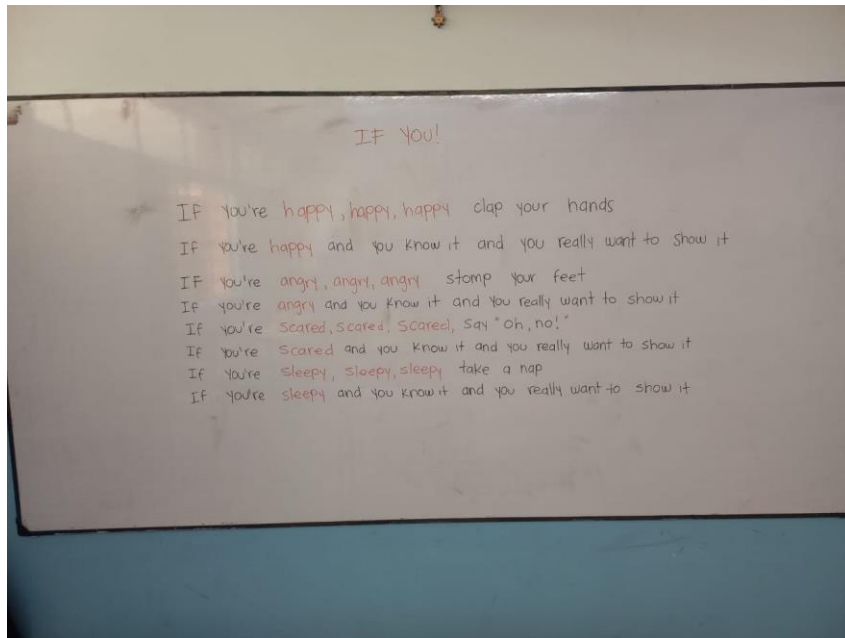 IF YOU!
IF you're happy, happy, happy clap your hands
If you're happy and you know it and you really want to show it
IF you're angry, angry, angry stomp your feet
If you're angry and you know it and you really want to show it
If you're scared, scared, scared, say "oh, no!"
If you're scared and you know it and you really want to show it
If you're sleepy, sleepy, sleepy take a nap
If you're sleepy and you know it and you really want to show it